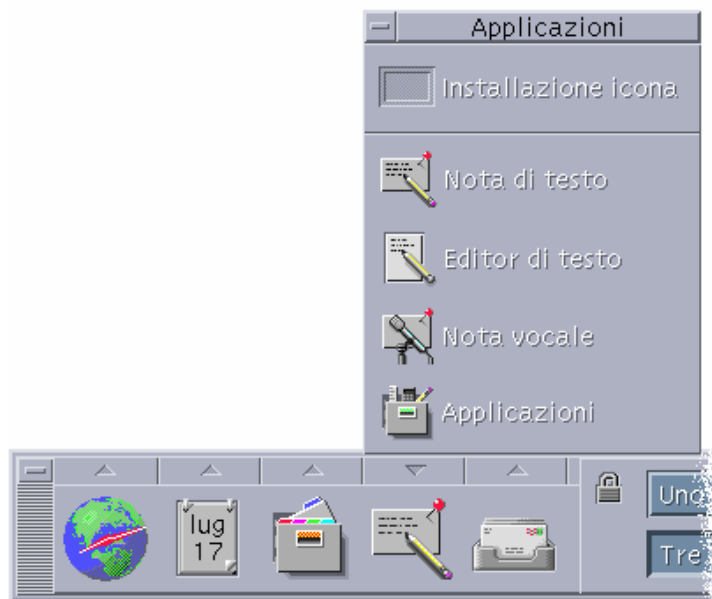 Applicazioni
Installazione icona
Nota di testo
Editor di testo
Nota vocale
Applicazioni
lug
17
Uno
Tre